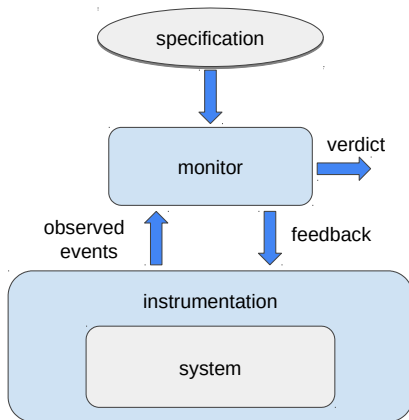 specification
verdict
monitor
observed
events
feedback
instrumentation
system